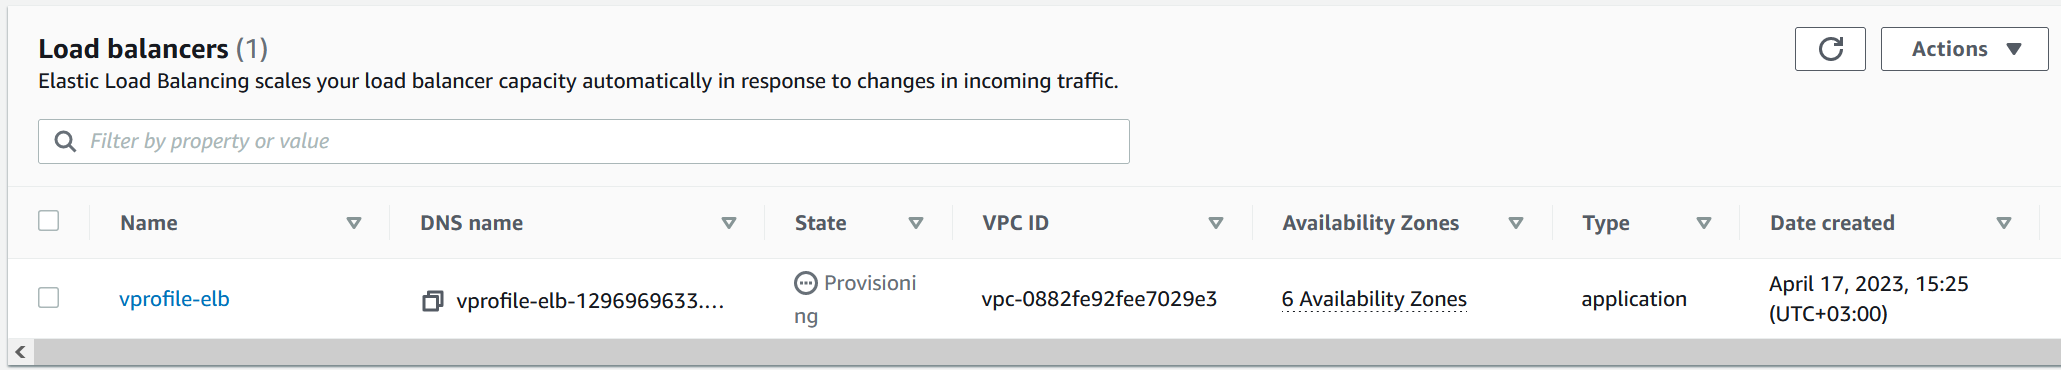 Load balancers (1)
Actions
Elastic Load Balancing scales your load balancer capacity automatically in response to changes in incoming traffic.
Filter by property or value
Name DNS name State VPC ID Availability Zones Type Date created
vprofile-elb vprofile-elb-1296969633.... Provisioni vpc-0882fe92fee7029e3 6 Availability Zones application April 17, 2023, 15:25
ng (UTC+03:00)